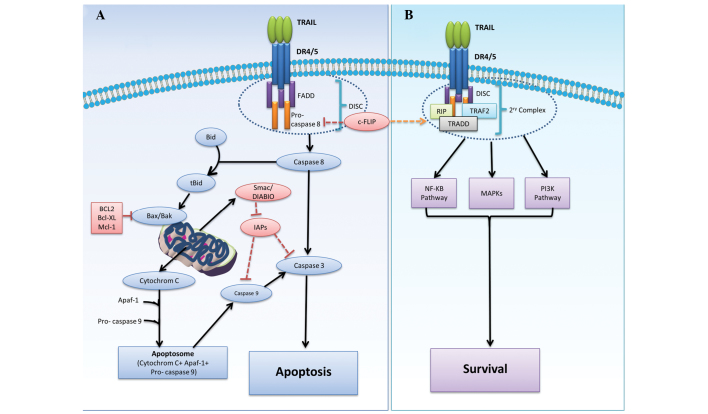 A
TRAIL
DR4/5
FADD
DISC
Pro-
caspase 8
c-FLIP
Bid
Caspase 8
tBid
Smac/
DIABIO
BCL2
Bcl-XL
Mcl-1
Bax/Bak
IAPs
Caspase 3
Cytochrom C
Caspase 9
Apaf-1
Pro- caspase 9
Apoptosome
(Cytochrom C+ Apaf-1+
Pro- caspase 9)
Apoptosis
B
TRAIL
DR4/5
DISC
RIP
TRAF2
TRADD
2ry Complex
NF-KB
Pathway
MAPKs
PI3K
Pathway
Survival